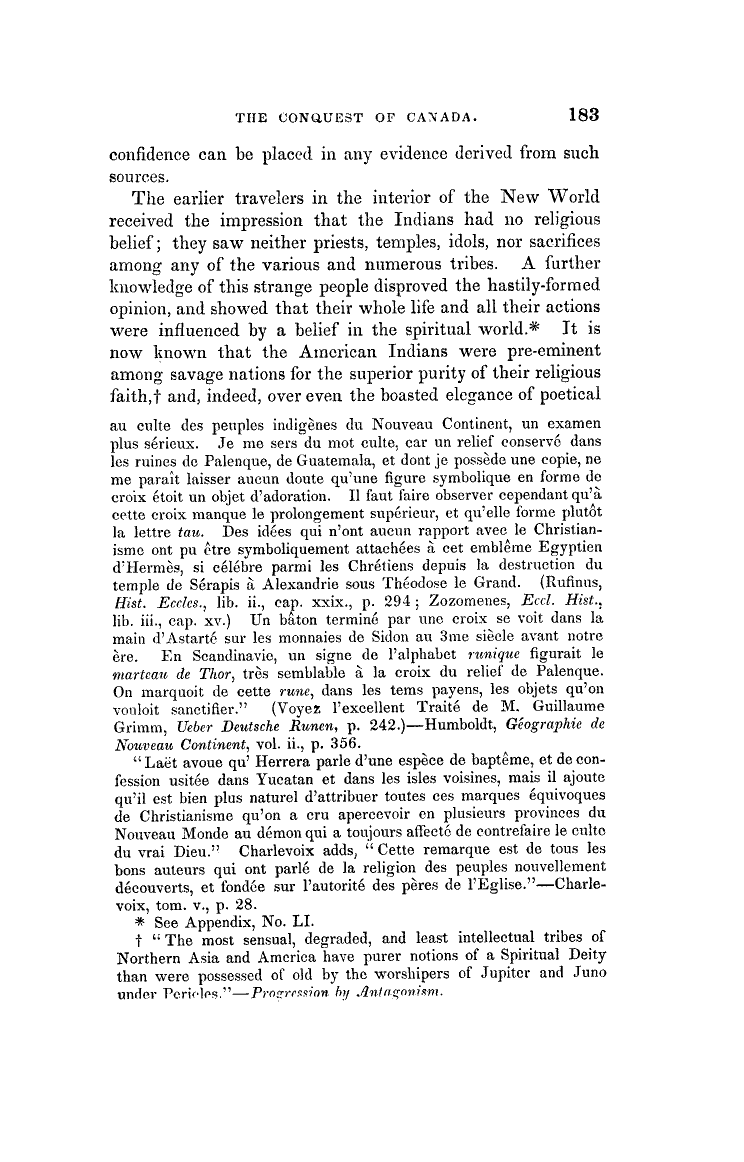 THE CONQUEST OF CANADA. 183
confidence can be placed in any evidence derived from such
sources.
The earlier travelers in the interior of the New World
received the impression that the Indians had no religious
belief; they saw neither priests, temples, idols, nor sacrifices
among any of the various and numerous tribes. A further
knowledge of this strange people disproved the hastily-formed
opinion, and showed that their whole life and all their actions
were influenced by a belief in the spiritual world.* It is
now known that the American Indians were pre-eminent
among savage nations for the superior purity of their religious
faith,† and, indeed, over even the boasted elegance of poetical
au culte des peuples indigènes du Nouveau Continent, un examen
plus sérieux. Je me sers du mot culte, car un relief conservé dans
les ruines de Palenque, de Guatemala, et dont je possède une copie, ne
me paraît laisser aucun doute qu'une figure symbolique en forme de
croix étoit un objet d'adoration. Il faut faire observer cependant qu'à
cette croix manque le prolongement supérieur, et qu'elle forme plutôt
la lettre tau. Des idées qui n'ont aucun rapport avec le Christian-
isme ont pu être symboliquement attachées à cet emblême Egyptien
d'Hermès, si célébre parmi les Chrétiens depuis la destruction du
temple de Sérapis à Alexandrie sous Théodose le Grand. (Rufinus,
Hist. Eccles., lib. ii., cap. xxix., p. 294; Zozomenes, Eccl. Hist.,
lib. iii., cap. xv.) Un bâton terminé par une croix se voit dans la
main d'Astarté sur les monnaies de Sidon au 3me siècle avant notre
ère. En Scandinavie, un signe de l'alphabet runique figurait le
marteau de Thor, très semblable à la croix du relief de Palenque.
On marquoit de cette rune, dans les tems payens, les objets qu'on
vouloit sanctifier." (Voyez l'excellent Traité de M. Guillaume
Grimm, Ueber Deutsche Runen, p. 242.)—Humboldt, Géographie de
Nouveau Continent, vol. ii., p. 356.
"Laët avoue qu' Herrera parle d'une espèce de baptême, et de con-
fession usitée dans Yucatan et dans les isles voisines, mais il ajoute
qu'il est bien plus naturel d'attribuer toutes ces marques équivoques
de Christianisme qu'on a cru apercevoir en plusieurs provinces du
Nouveau Monde au démon qui a toujours affecté de contrefaire le culte
du vrai Dieu." Charlevoix adds, "Cette remarque est de tous les
bons auteurs qui ont parlé de la religion des peuples nouvellement
découverts, et fondée sur l'autorité des pères de l'Eglise."—Charle-
voix, tom. v., p. 28.
* See Appendix, No. LI.
† "The most sensual, degraded, and least intellectual tribes of
Northern Asia and America have purer notions of a Spiritual Deity
than were possessed of old by the worshipers of Jupiter and Juno
under Pericles."—Progression by Antagonism.